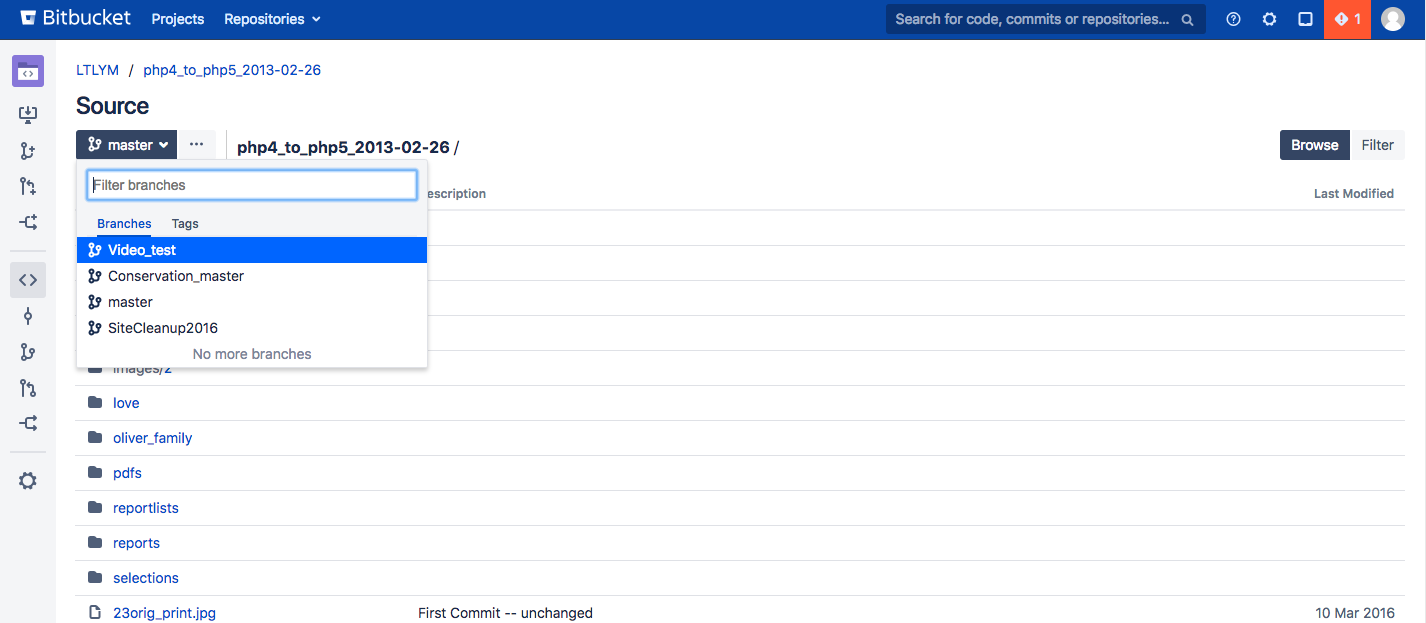 Bitbucket Projects Repositories Search for code, commits or repositories... 1
LTLYM / php4_to_php5_2013-02-26
Source
master ... php4_to_php5_2013-02-26 / Browse Filter
Filter branches
escription Last Modified
Branches Tags
Video_test
Conservation_master
master
SiteCleanup2016
No more branches
images/2
love
oliver_family
pdfs
reportlists
reports
selections
23orig_print.jpg First Commit -- unchanged 10 Mar 2016